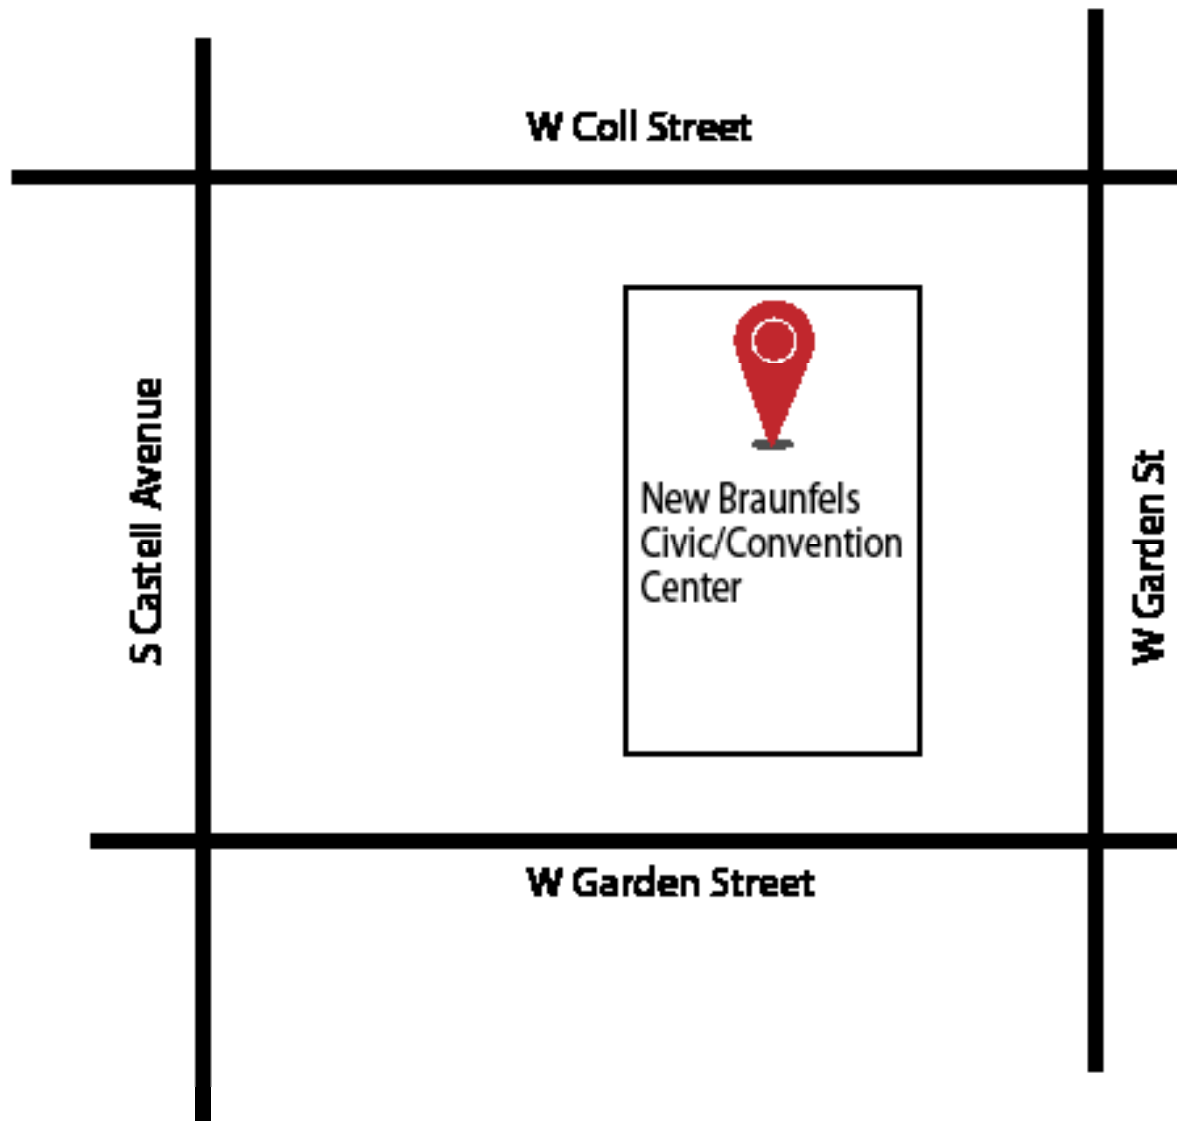 W Coll Street
S Castell Avenue
New Braunfels
Civic/Convention
Center
W Garden St
W Garden Street